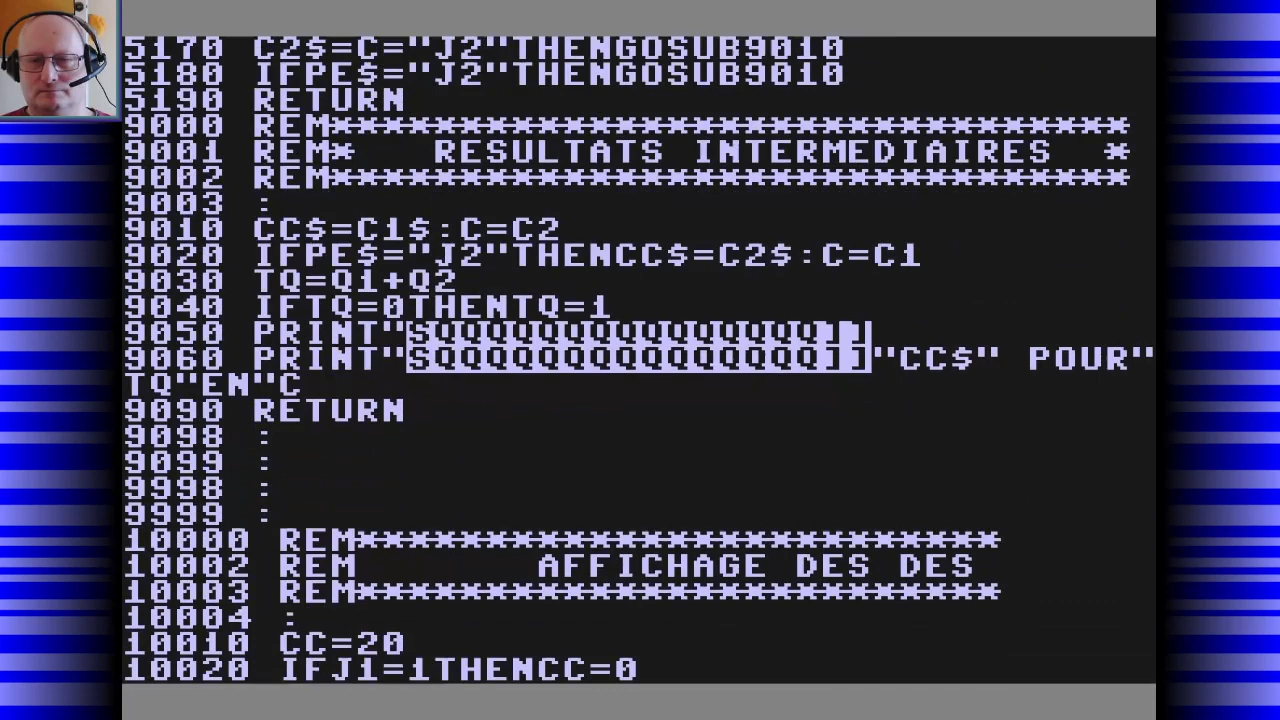 5170 C2$=C="J2"THENGOSUB9010
5180 IFPE$="J2"THENGOSUB9010
5190 RETURN
9000 REM*******************************
9001 REM*   RESULTATS INTERMEDIAIRES  *
9002 REM*******************************
9003 :
9010 CC$=C1$:C=C2
9020 IFPE$="J2"THENCC$=C2$:C=C1
9030 TQ=Q1+Q2
9040 IFTQ=0THENTQ=1
9050 PRINT"SQQQQQQQQQQQQQQQ]]
9060 PRINT"SQQQQQQQQQQQQQQQ]]"CC$" POUR"
TQ"EN"C
9090 RETURN
9098 :
9099 :
9998 :
9999 :
10000 REM*************************
10002 REM       AFFICHAGE DES DES
10003 REM*************************
10004 :
10010 CC=20
10020 IFJ1=1THENCC=0